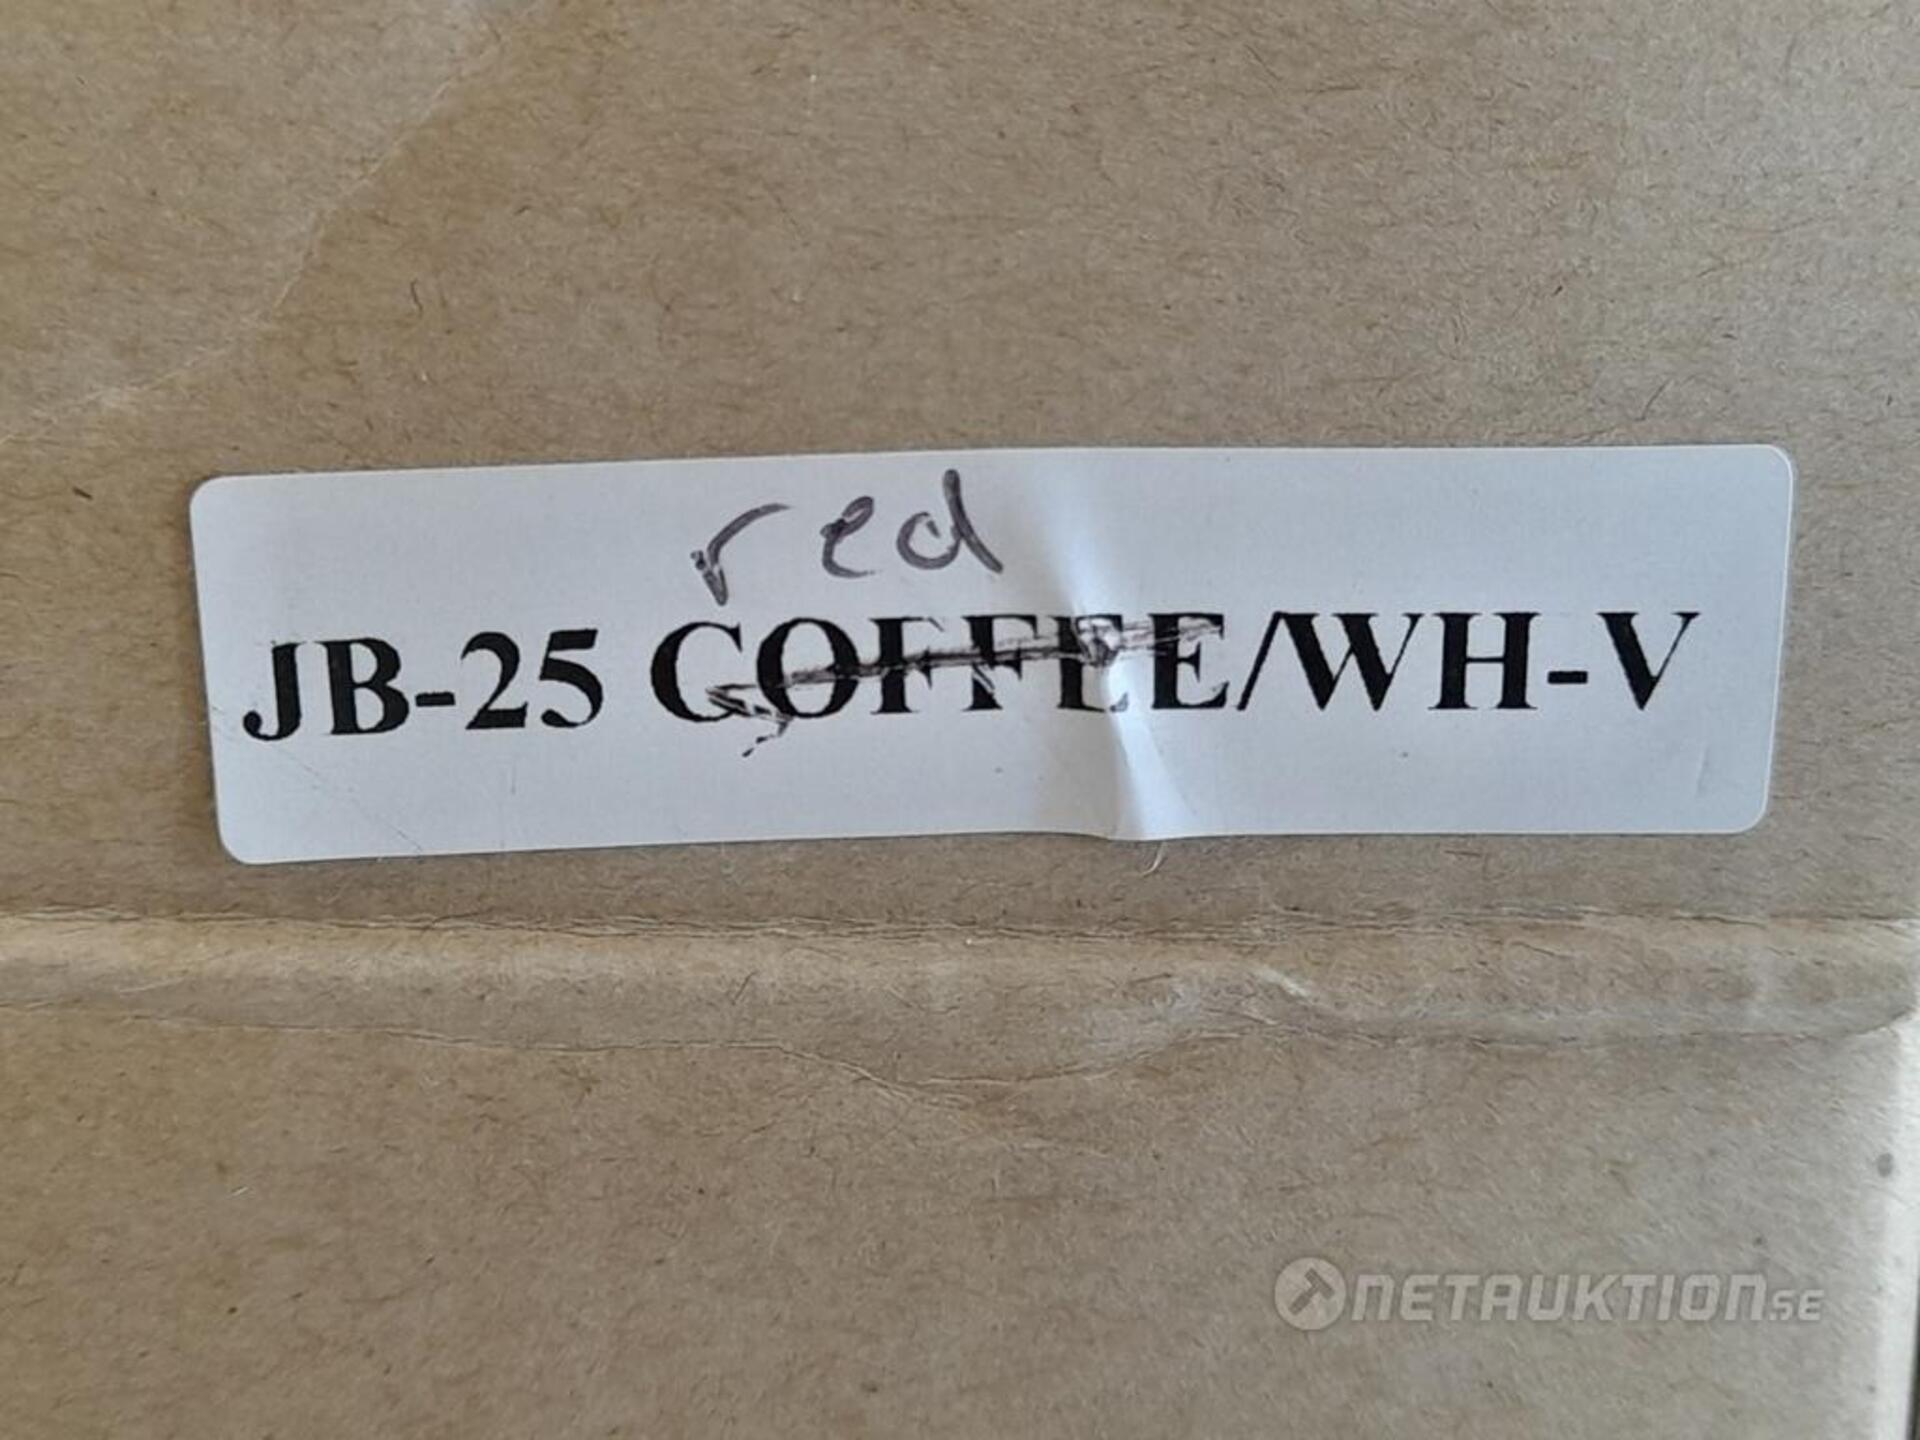 red
JB-25 COFFEE/WH-V
NETAUKTION.SE